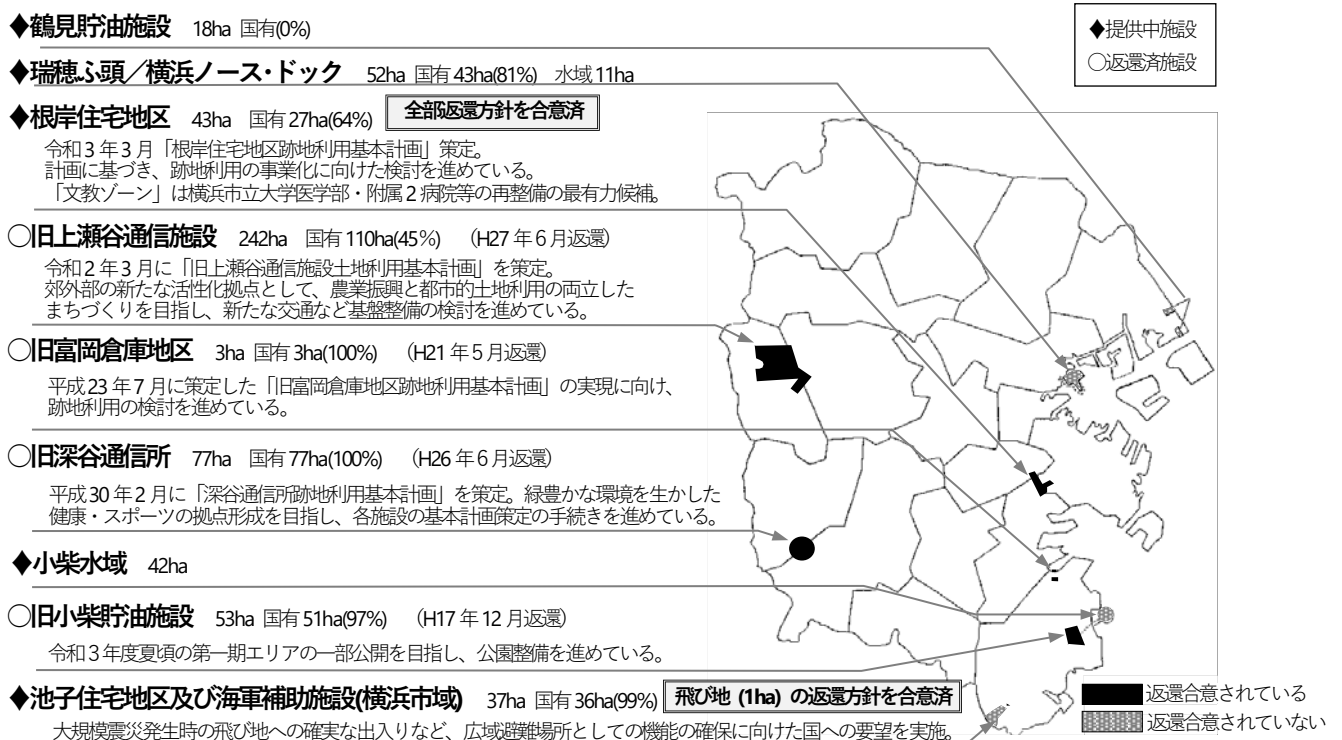 ◆鶴見貯油施設 18ha 国有(0%)
◆提供中施設
○返還済施設
◆瑞穂ふ頭／横浜ノース・ドック 52ha 国有 43ha(81%) 水域 11ha
◆根岸住宅地区 43ha 国有 27ha(64%) 全部返還方針を合意済
令和３年３月「根岸住宅地区跡地利用基本計画」策定。
計画に基づき、跡地利用の事業化に向けた検討を進めている。
「文教ゾーン」は横浜市立大学医学部・附属２病院等の再整備の最有力候補。
○旧上瀬谷通信施設 242ha 国有 110ha(45%) （H27 年６月返還）
令和２年３月に「旧上瀬谷通信施設土地利用基本計画」を策定。
郊外部の新たな活性化拠点として、農業振興と都市的土地利用の両立した
まちづくりを目指し、新たな交通など基盤整備の検討を進めている。
○旧富岡倉庫地区 3ha 国有 3ha(100%) （H21 年５月返還）
平成 23 年７月に策定した「旧富岡倉庫地区跡地利用基本計画」の実現に向け、
跡地利用の検討を進めている。
○旧深谷通信所 77ha 国有 77ha(100%) （H26 年６月返還）
平成 30 年２月に「深谷通信所跡地利用基本計画」を策定。緑豊かな環境を生かした
健康・スポーツの拠点形成を目指し、各施設の基本計画策定の手続きを進めている。
◆小柴水域 42ha
○旧小柴貯油施設 53ha 国有 51ha(97%) （H17 年 12 月返還）
令和３年度夏頃の第一期エリアの一部公開を目指し、公園整備を進めている。
◆池子住宅地区及び海軍補助施設(横浜市域) 37ha 国有 36ha(99%) 飛び地 (1ha) の返還方針を合意済
大規模震災発生時の飛び地への確実な出入りなど、広域避難場所としての機能の確保に向けた国への要望を実施。
返還合意されている
返還合意されていない